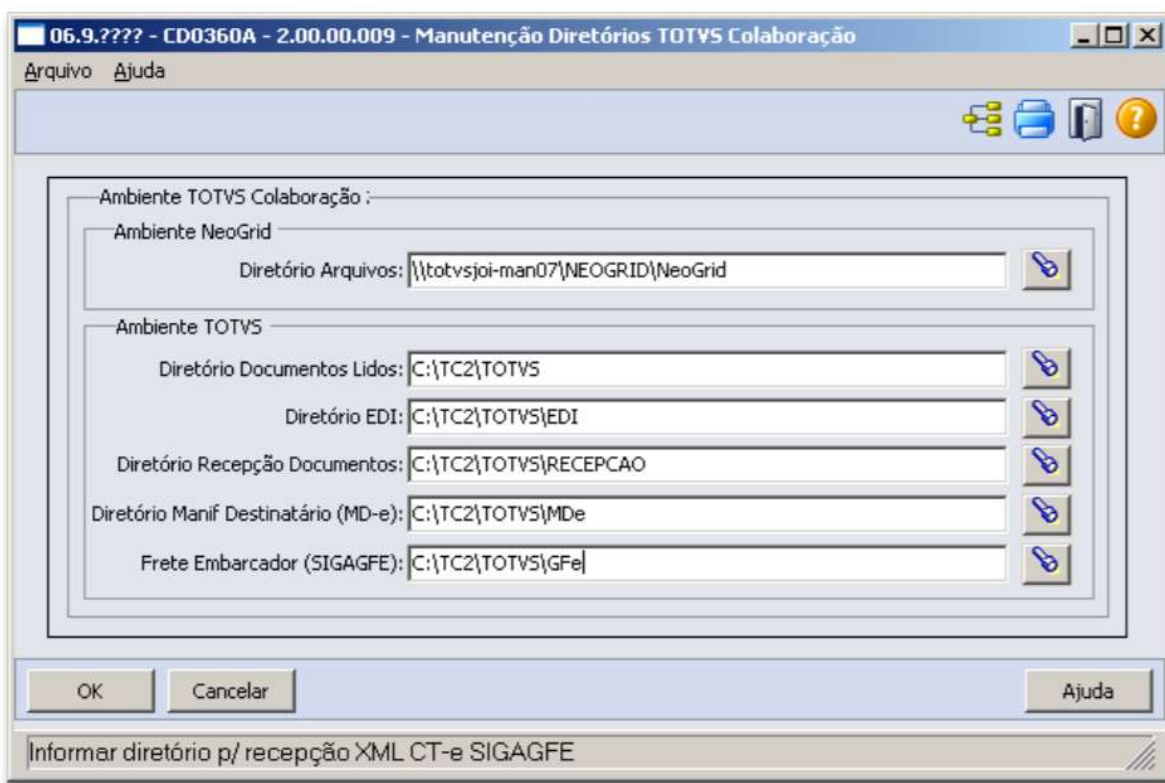 06.9.???? - CD0360A - 2.00.00.009 - Manutenção Diretórios TOTVS Colaboração
Arquivo Ajuda
Ambiente TOTVS Colaboração :
Ambiente NeoGrid
Diretório Arquivos: \\totvsjoi-man07\NEOGRID\NeoGrid
Ambiente TOTVS
Diretório Documentos Lidos: C:\TC2\TOTVS
Diretório EDI: C:\TC2\TOTVS\EDI
Diretório Recepção Documentos: C:\TC2\TOTVS\RECEPCAO
Diretório Manif Destinatário (MD-e): C:\TC2\TOTVS\MDe
Frete Embarcador (SIGAGFE): C:\TC2\TOTVS\GFe
OK Cancelar Ajuda
Informar diretório p/ recepção XML CT-e SIGAGFE